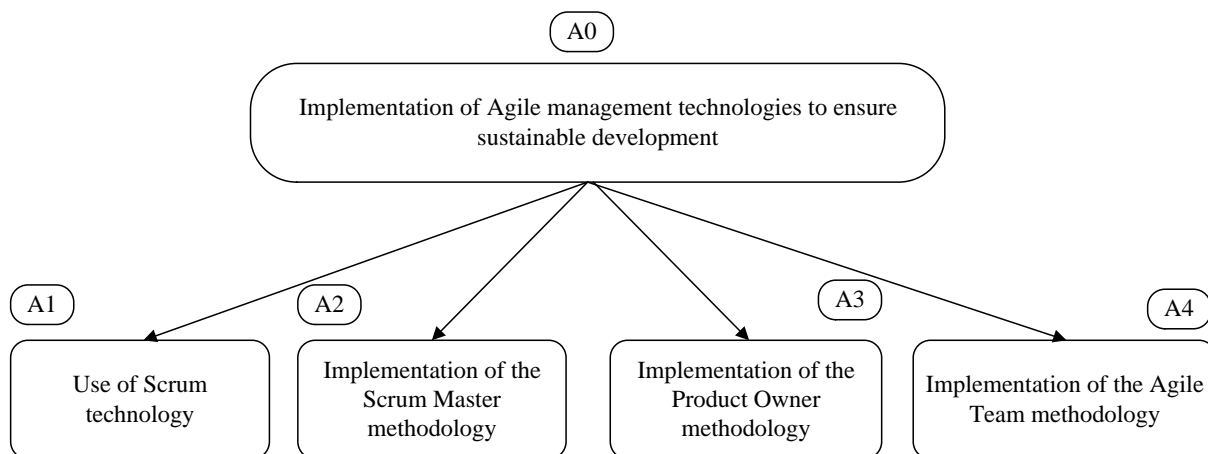 A0
Implementation of Agile management technologies to ensure
sustainable development
A1
A2
A3
A4
Use of Scrum
technology
Implementation of the
Scrum Master
methodology
Implementation of the
Product Owner
methodology
Implementation of the Agile
Team methodology